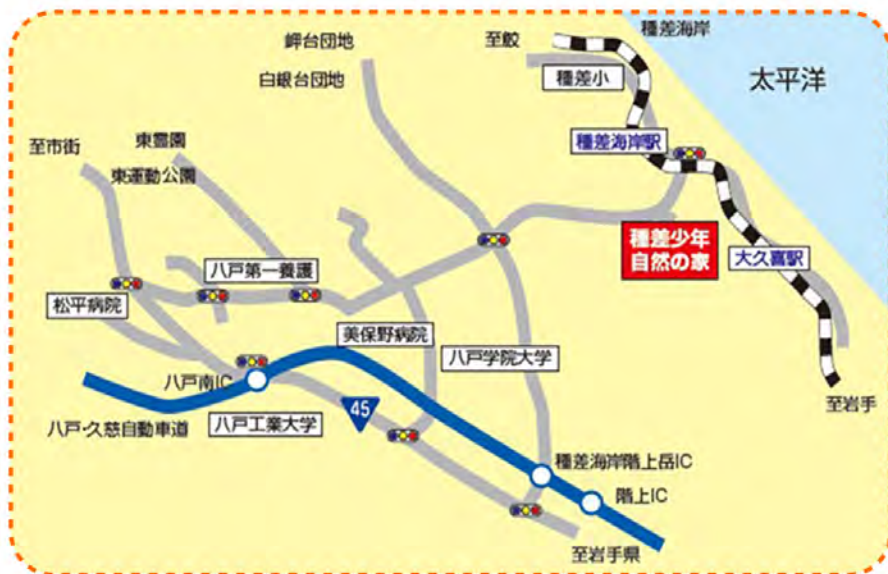 種差海岸
岬台団地
至鮫
白銀台団地
種差小
太平洋
至市街
東霊園
東運動公園
種差海岸駅
種差少年
自然の家
大久喜駅
八戸第一養護
松平病院
美保野病院
八戸学院大学
八戸南IC
45
八戸・久慈自動車道
八戸工業大学
至岩手
種差海岸階上岳IC
階上IC
至岩手県